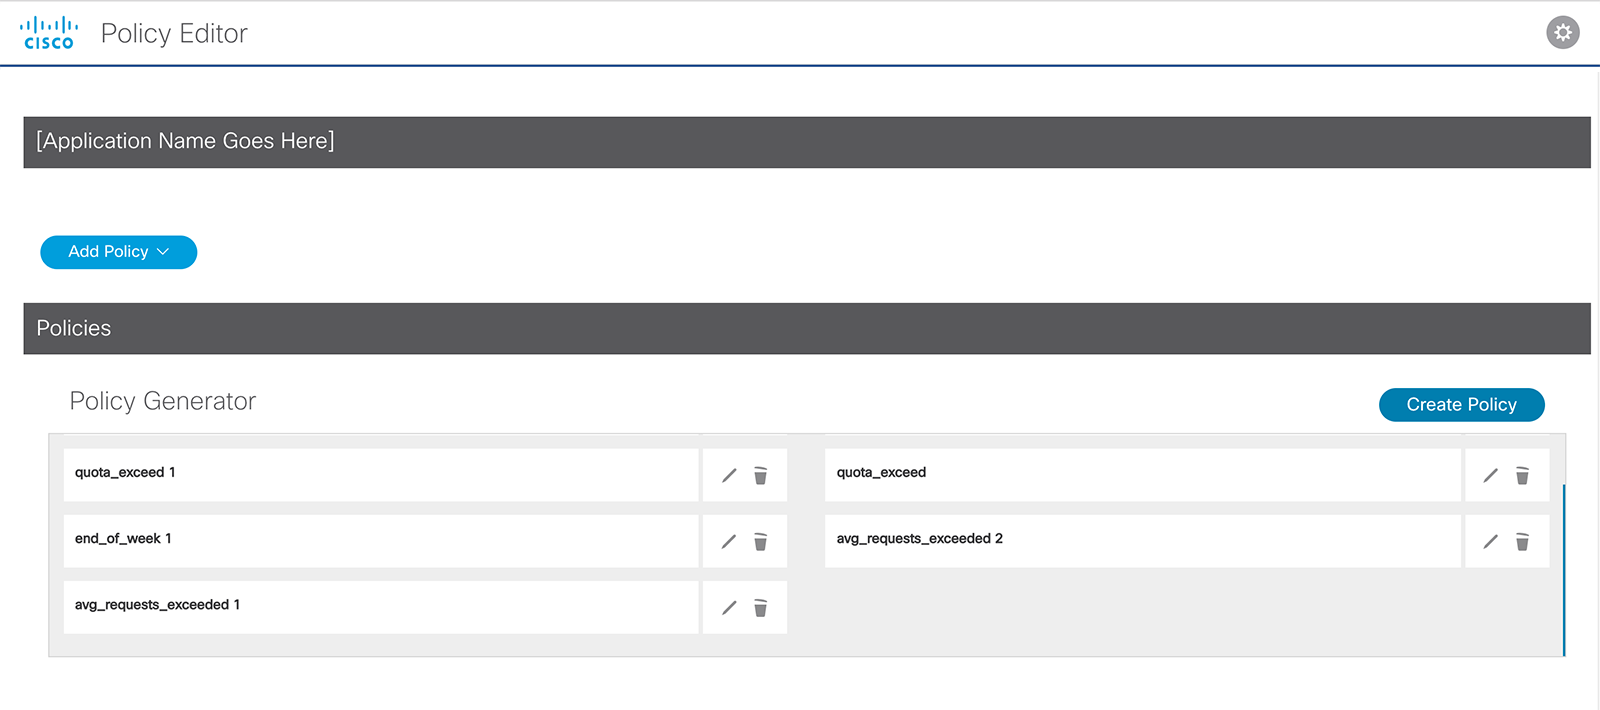 CISCO Policy Editor
[Application Name Goes Here]
Add Policy
Policies
Policy Generator
Create Policy
quota_exceed 1
quota_exceed
end_of_week 1
avg_requests_exceeded 2
avg_requests_exceeded 1